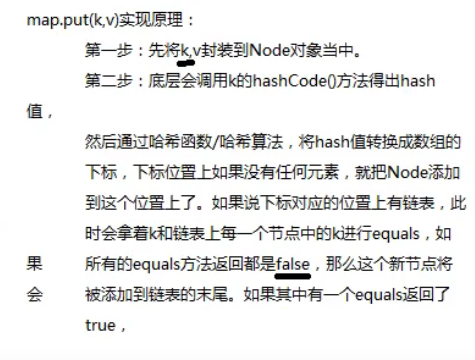 map.put(k,v)实现原理：
第一步：先将k,v封装到Node对象当中。
第二步：底层会调用k的hashCode()方法得出hash
值，
然后通过哈希函数/哈希算法，将hash值转换成数组的
下标，下标位置上如果没有任何元素，就把Node添加
到这个位置上了。如果说下标对应的位置上有链表，此
时会拿着k和链表上每一个节点中的k进行equals，如
果 所有的equals方法返回都是false，那么这个新节点将
会 被添加到链表的末尾。如果其中有一个equals返回了
true，